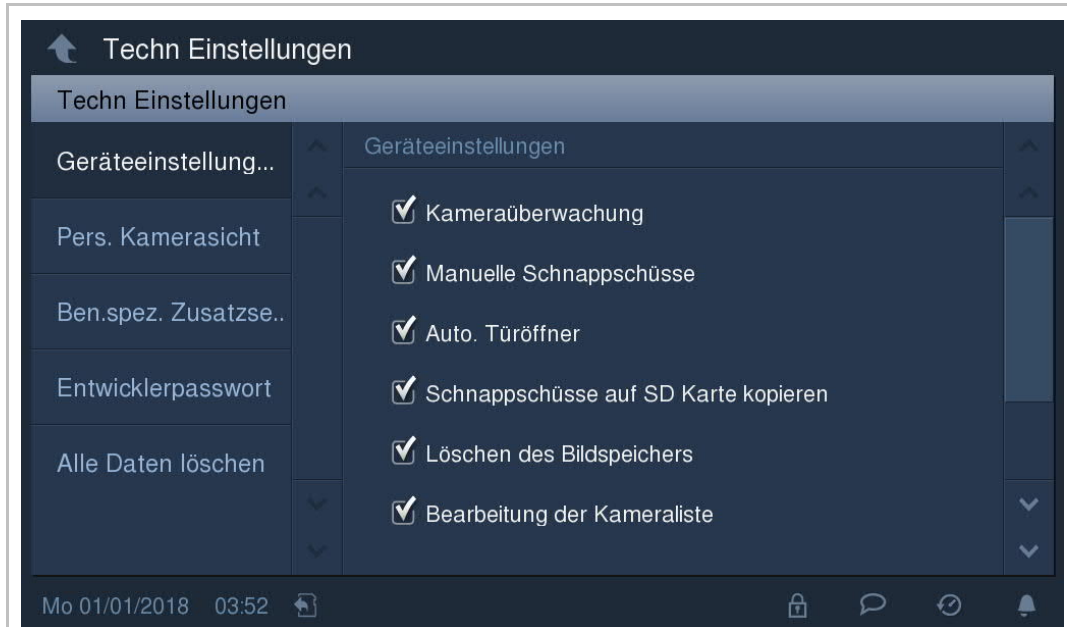 Techn Einstellungen
Techn Einstellungen
Geräteeinstellung...
Pers. Kamerasicht
Ben.spez. Zusatzse..
Entwicklerpasswort
Alle Daten löschen
Geräteeinstellungen
Kameraüberwachung
Manuelle Schnappschüsse
Auto. Türöffner
Schnappschüsse auf SD Karte kopieren
Löschen des Bildspeichers
Bearbeitung der Kameraliste
Mo 01/01/2018 03:52